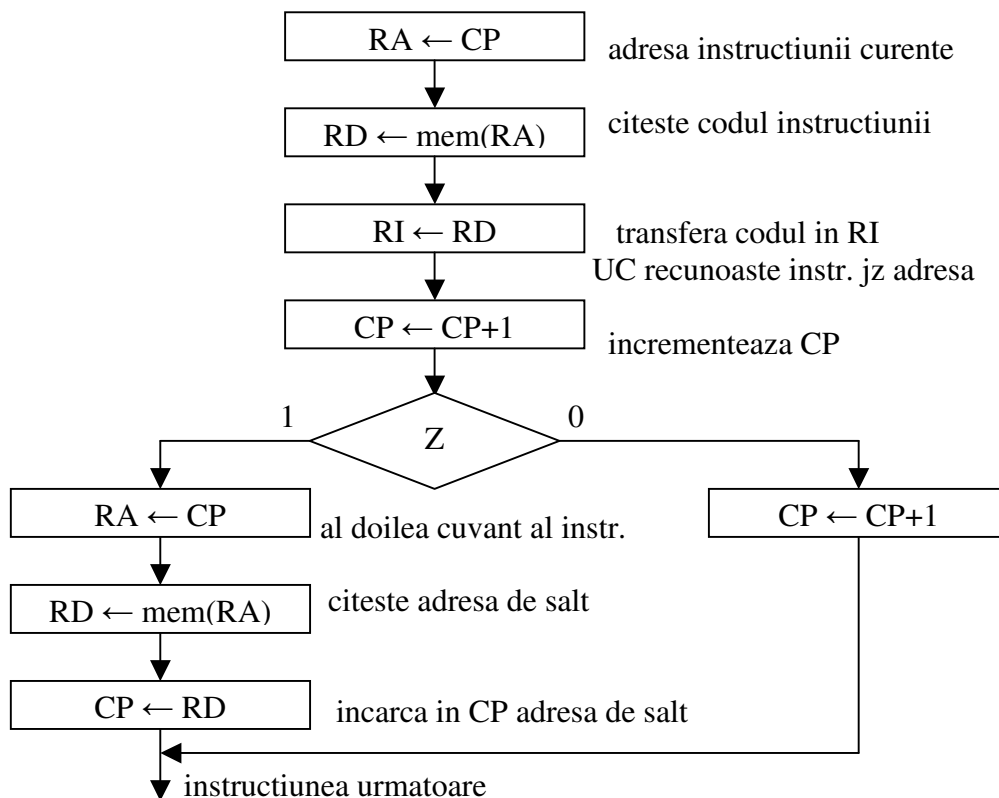 RA ← CP
adresa instructiunii curente
RD ← mem(RA)
citeste codul instructiunii
RI ← RD
transfera codul in RI
UC recunoaste instr. jz adresa
CP ← CP+1
incrementeaza CP
1
Z
0
RA ← CP
al doilea cuvant al instr.
CP ← CP+1
RD ← mem(RA)
citeste adresa de salt
CP ← RD
incarca in CP adresa de salt
instructiunea urmatoare